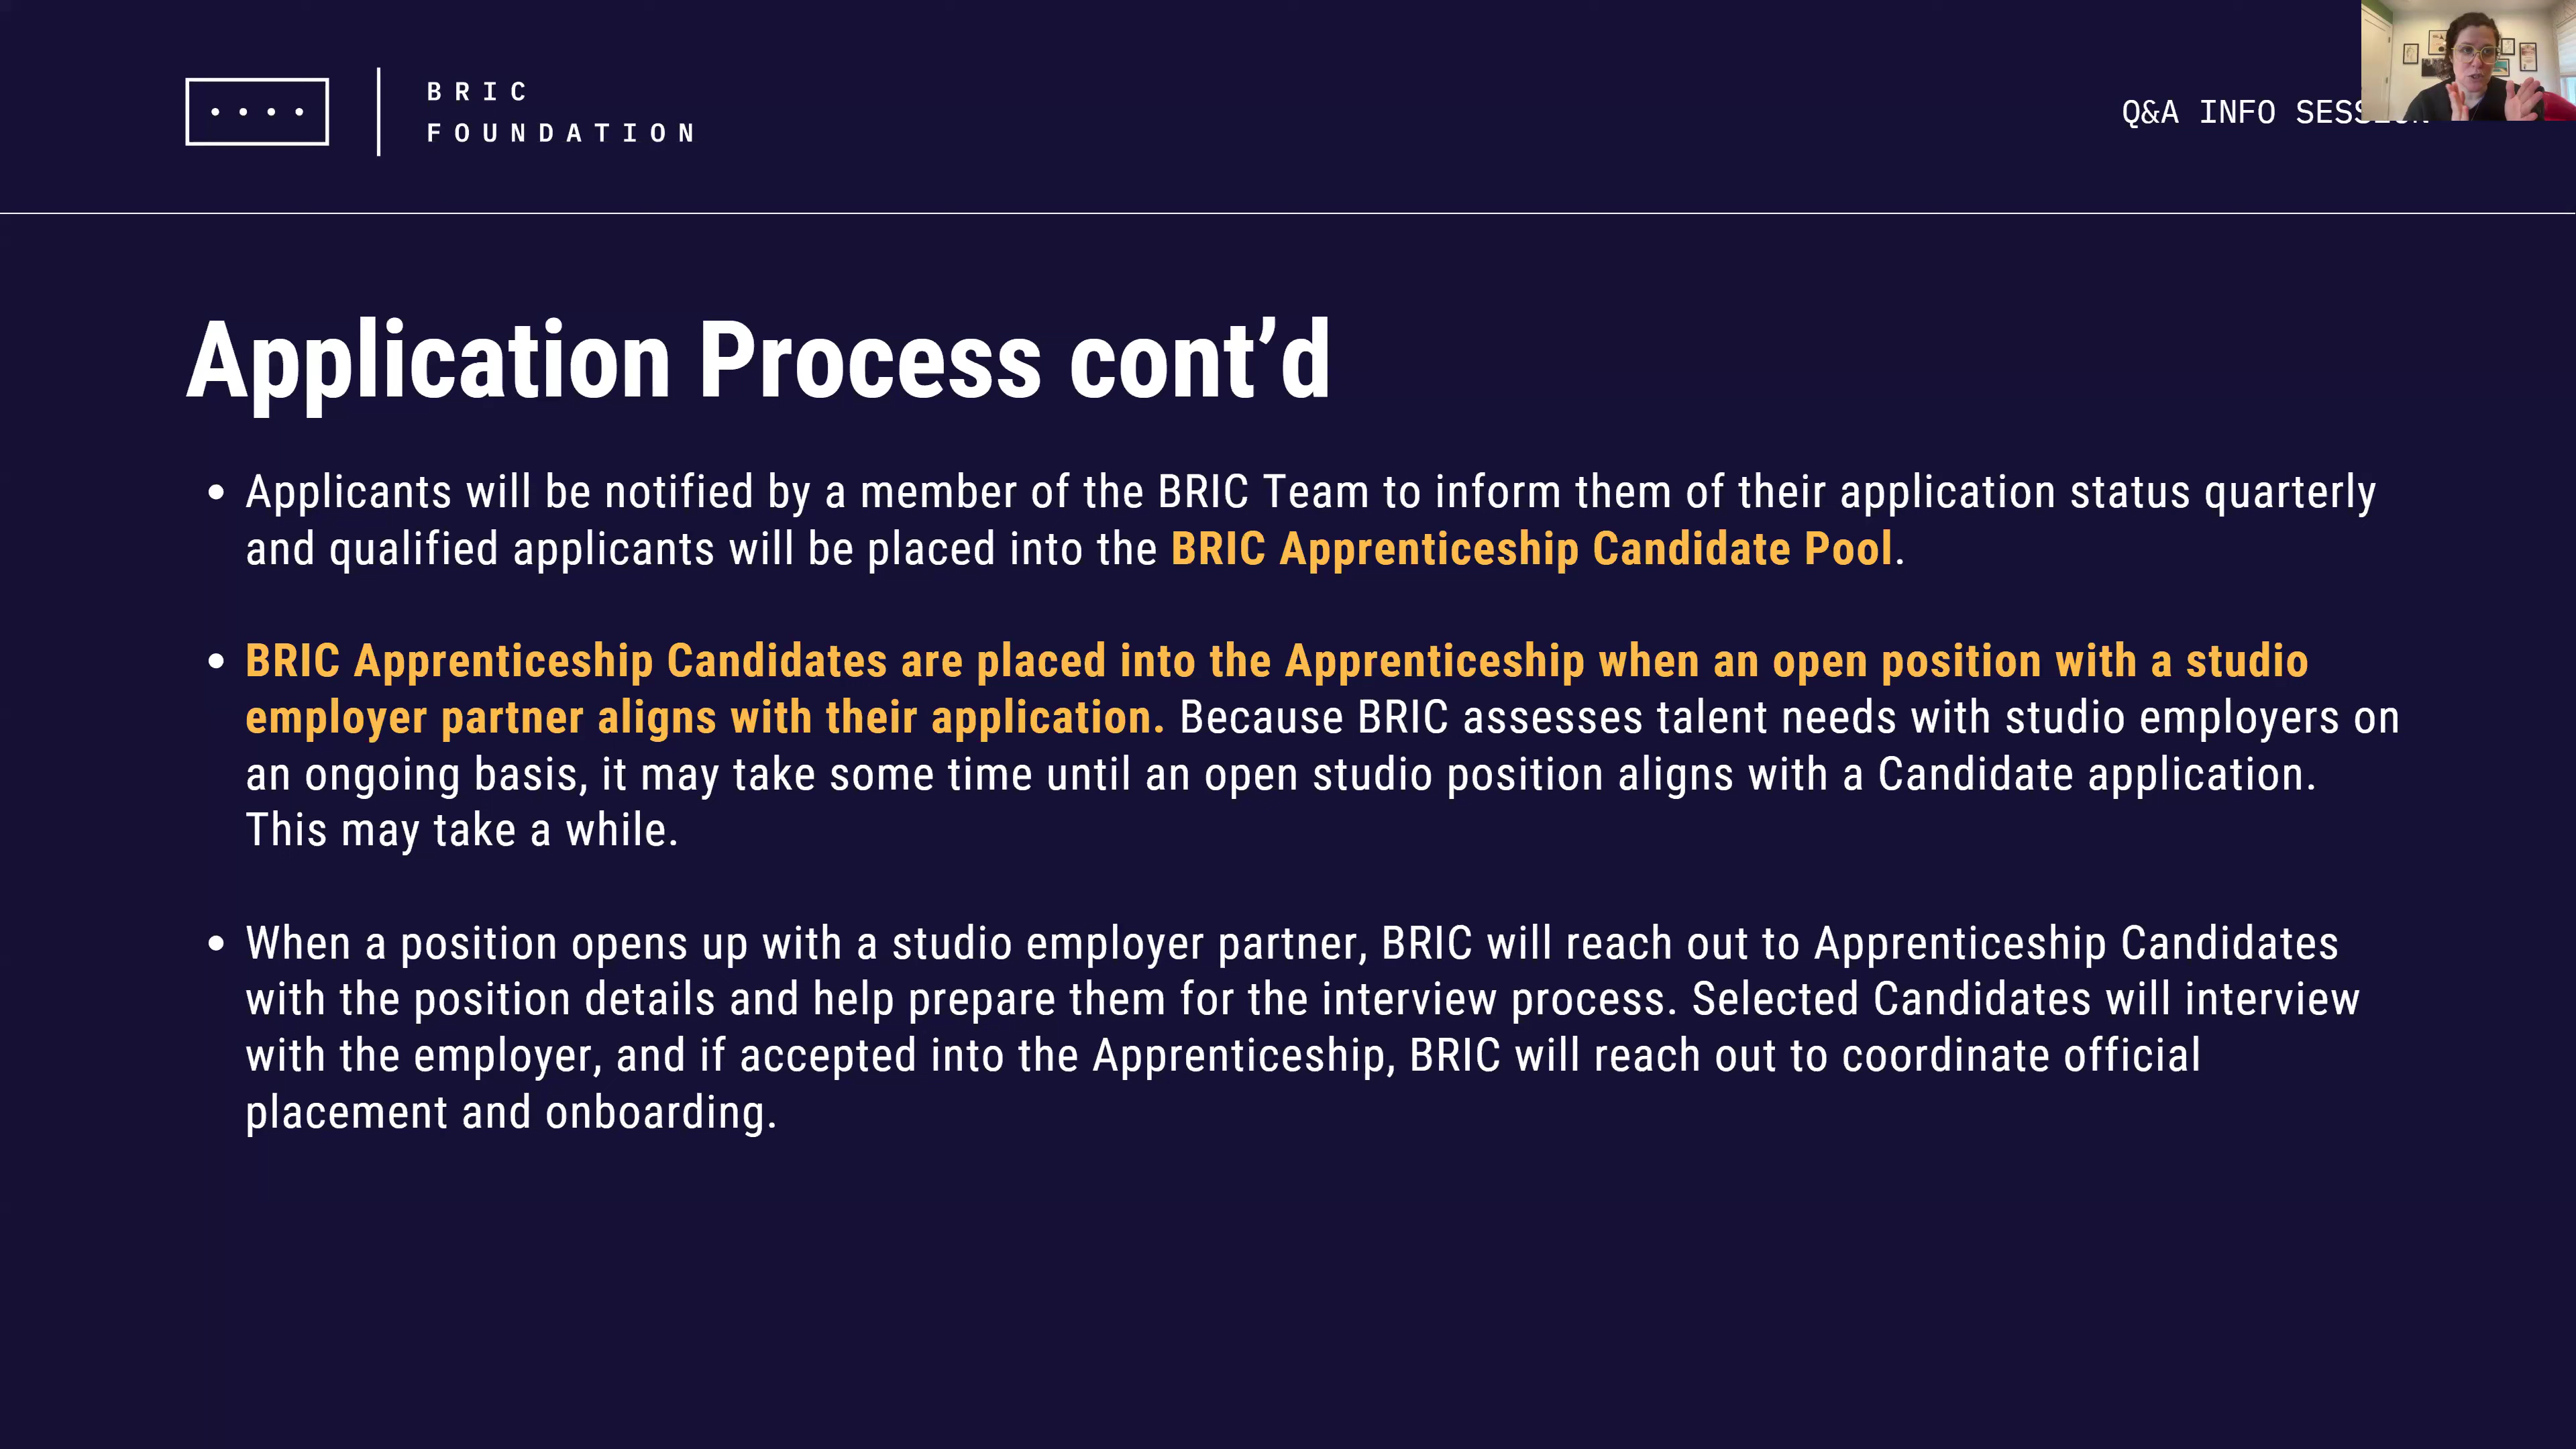 BRIC
FOUNDATION
Q&A INFO
Application Process cont’d
• Applicants will be notified by a member of the BRIC Team to inform them of their application status quarterly
and qualified applicants will be placed into the BRIC Apprenticeship Candidate Pool.
• BRIC Apprenticeship Candidates are placed into the Apprenticeship when an open position with a studio
employer partner aligns with their application. Because BRIC assesses talent needs with studio employers on
an ongoing basis, it may take some time until an open studio position aligns with a Candidate application.
This may take a while.
• When a position opens up with a studio employer partner, BRIC will reach out to Apprenticeship Candidates
with the position details and help prepare them for the interview process. Selected Candidates will interview
with the employer, and if accepted into the Apprenticeship, BRIC will reach out to coordinate official
placement and onboarding.